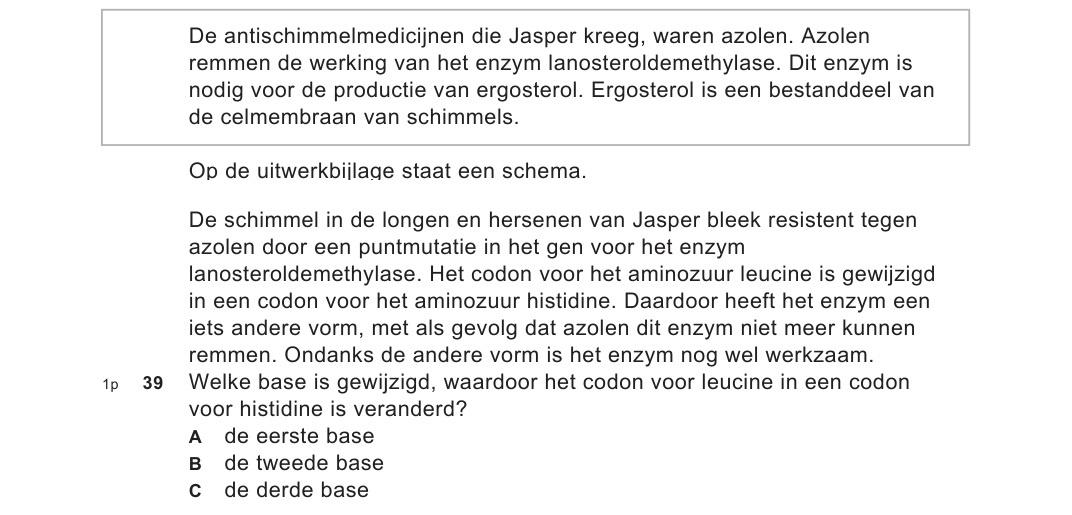 De antischimmelmedicijnen die Jasper kreeg, waren azolen. Azolen
remmen de werking van het enzym lanosteroldemethylase. Dit enzym is
nodig voor de productie van ergosterol. Ergosterol is een bestanddeel van
de celmembraan van schimmels.
Op de uitwerkbijlage staat een schema.
De schimmel in de longen en hersenen van Jasper bleek resistent tegen
azolen door een puntmutatie in het gen voor het enzym
lanosteroldemethylase. Het codon voor het aminozuur leucine is gewijzigd
in een codon voor het aminozuur histidine. Daardoor heeft het enzym een
iets andere vorm, met als gevolg dat azolen dit enzym niet meer kunnen
remmen. Ondanks de andere vorm is het enzym nog wel werkzaam.
1p 39 Welke base is gewijzigd, waardoor het codon voor leucine in een codon
voor histidine is veranderd?
A de eerste base
B de tweede base
C de derde base